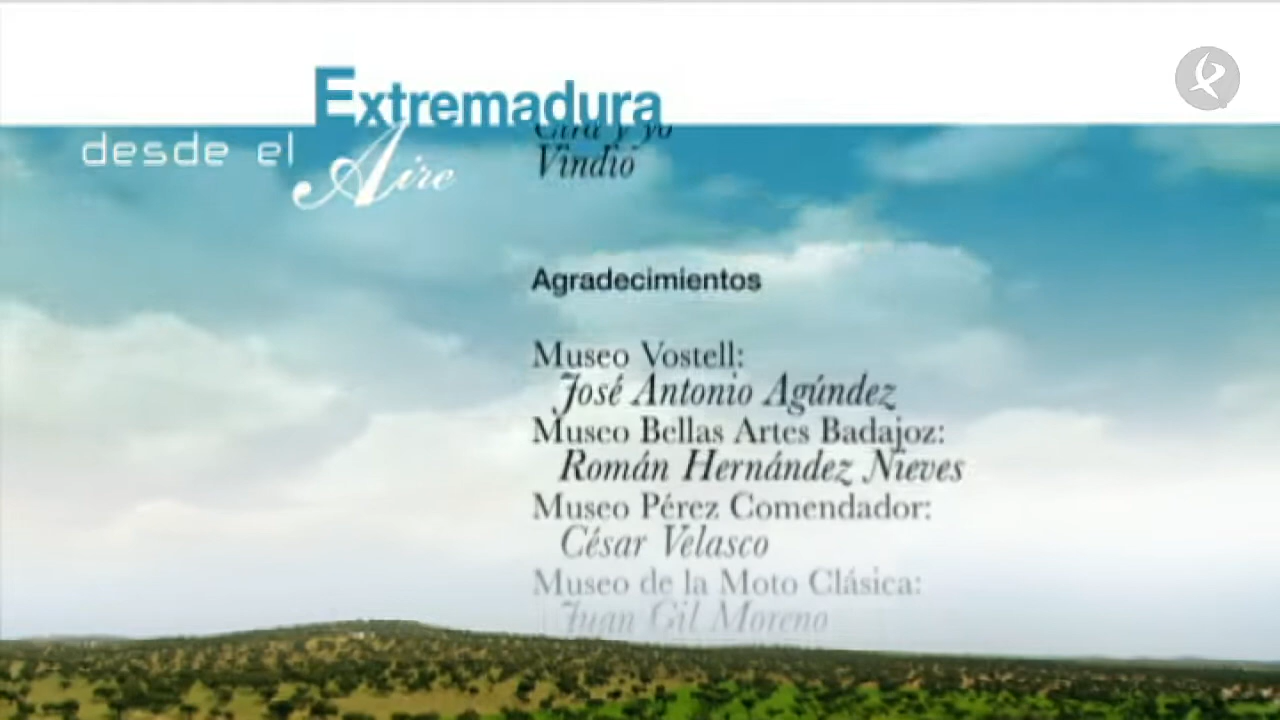 Extremadura
desde el
Aire
y yo
Vindio
Agradecimientos
Museo Vostell:
José Antonio Agúndez
Museo Bellas Artes Badajoz:
Román Hernández Nieves
Museo Pérez Comendador:
César Velasco
Museo de la Moto Clásica:
Juan Gil Moreno